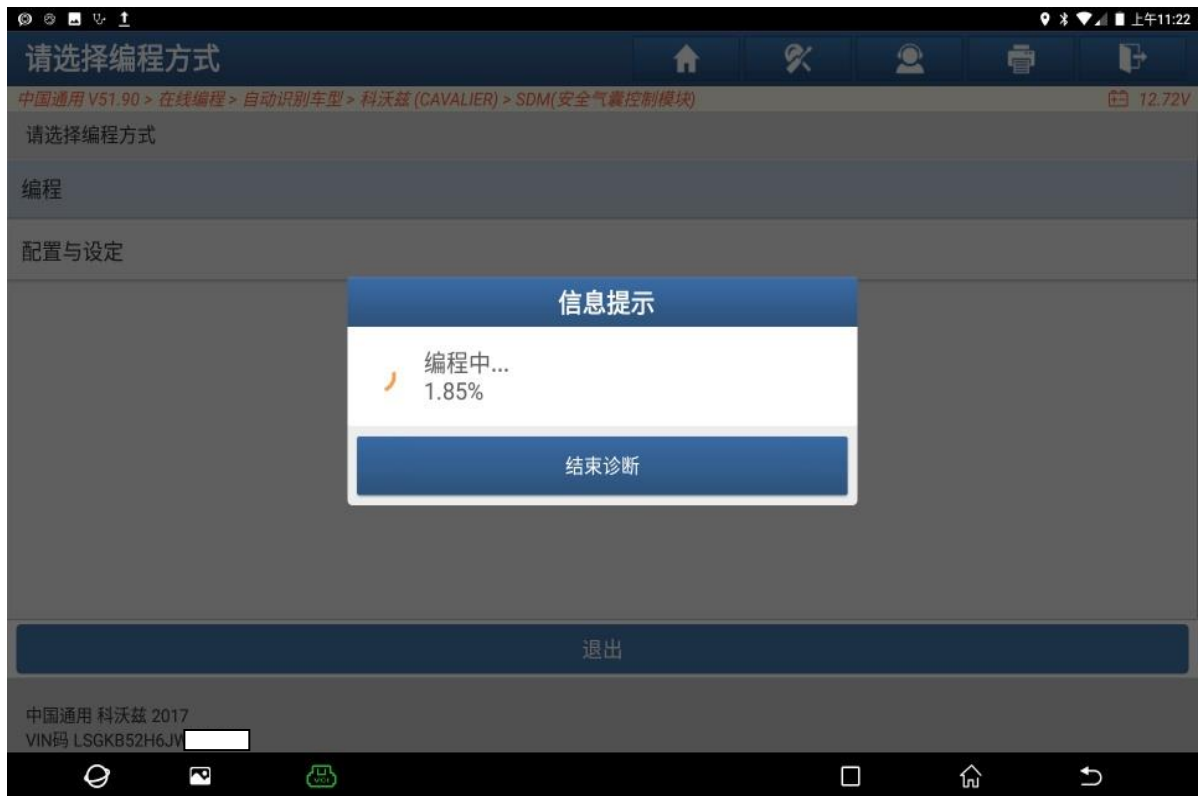 上午11:22
请选择编程方式
中国通用 V51.90 > 在线编程 > 自动识别车型 > 科沃兹 (CAVALIER) > SDM(安全气囊控制模块)
12.72V
请选择编程方式
编程
配置与设定
信息提示
编程中...
1.85%
结束诊断
退出
中国通用 科沃兹 2017
VIN码 LSGKB52H6JW
VCI